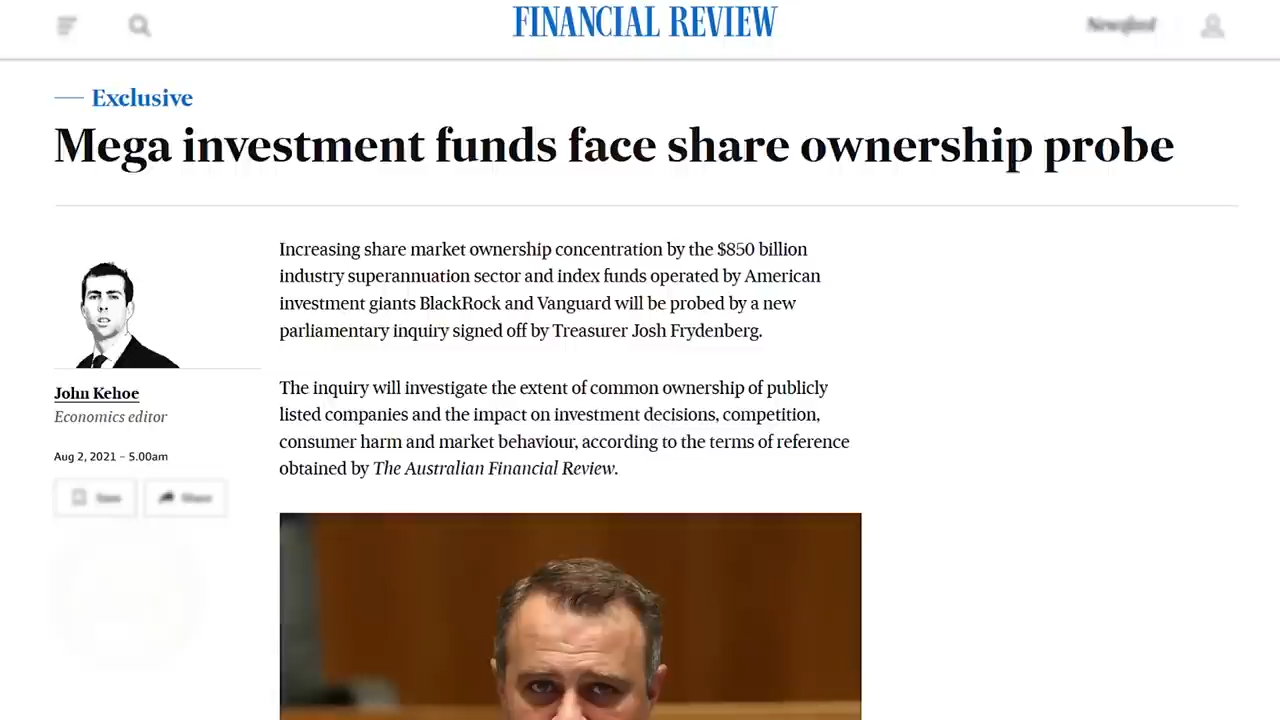 FINANCIAL REVIEW
Exclusive
Mega investment funds face share ownership probe
Increasing share market ownership concentration by the $850 billion
industry superannuation sector and index funds operated by American
investment giants BlackRock and Vanguard will be probed by a new
parliamentary inquiry signed off by Treasurer Josh Frydenberg.
The inquiry will investigate the extent of common ownership of publicly
listed companies and the impact on investment decisions, competition,
consumer harm and market behaviour, according to the terms of reference
obtained by The Australian Financial Review.
John Kehoe
Economics editor
Aug 2, 2021 – 5.00am